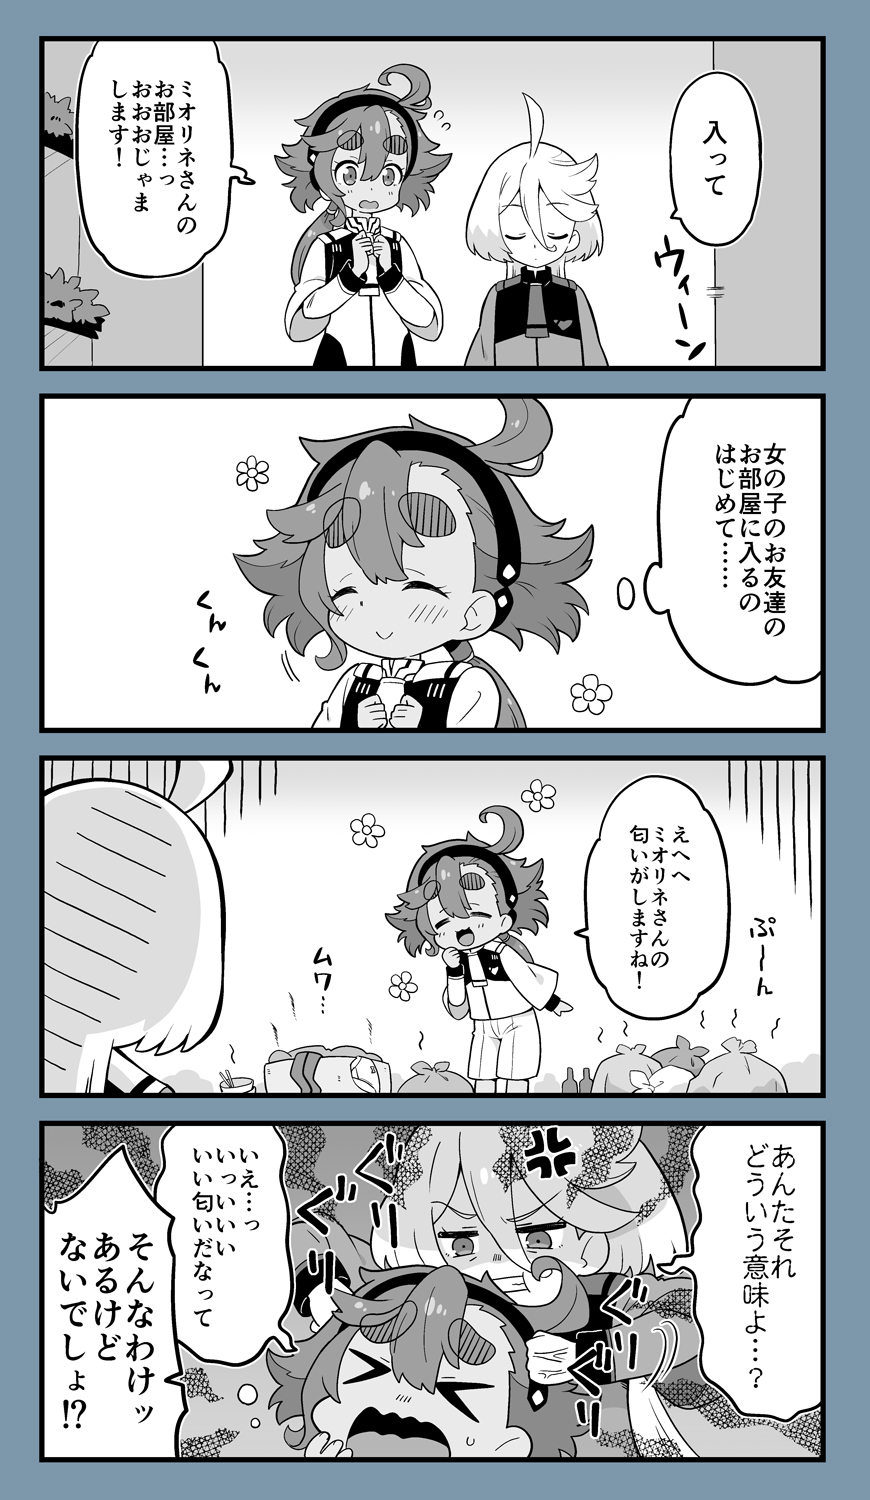 入って
ウィーン
ミオリネさんの
お部屋…っ
おおおじゃま
します！
女の子のお友達の
お部屋に入るの
はじめて……
くん
くん
えへへ
ミオリネさんの
匂いがしますね！
ぷ～ん
ムワ…
あんたそれ
どういう意味よ…？
ぐり
ぐり
ぐり
ぐり
いえ…っ
いっいいい
いい匂いだなって
そんなわけッ
あるけど
ないでしょ⁉